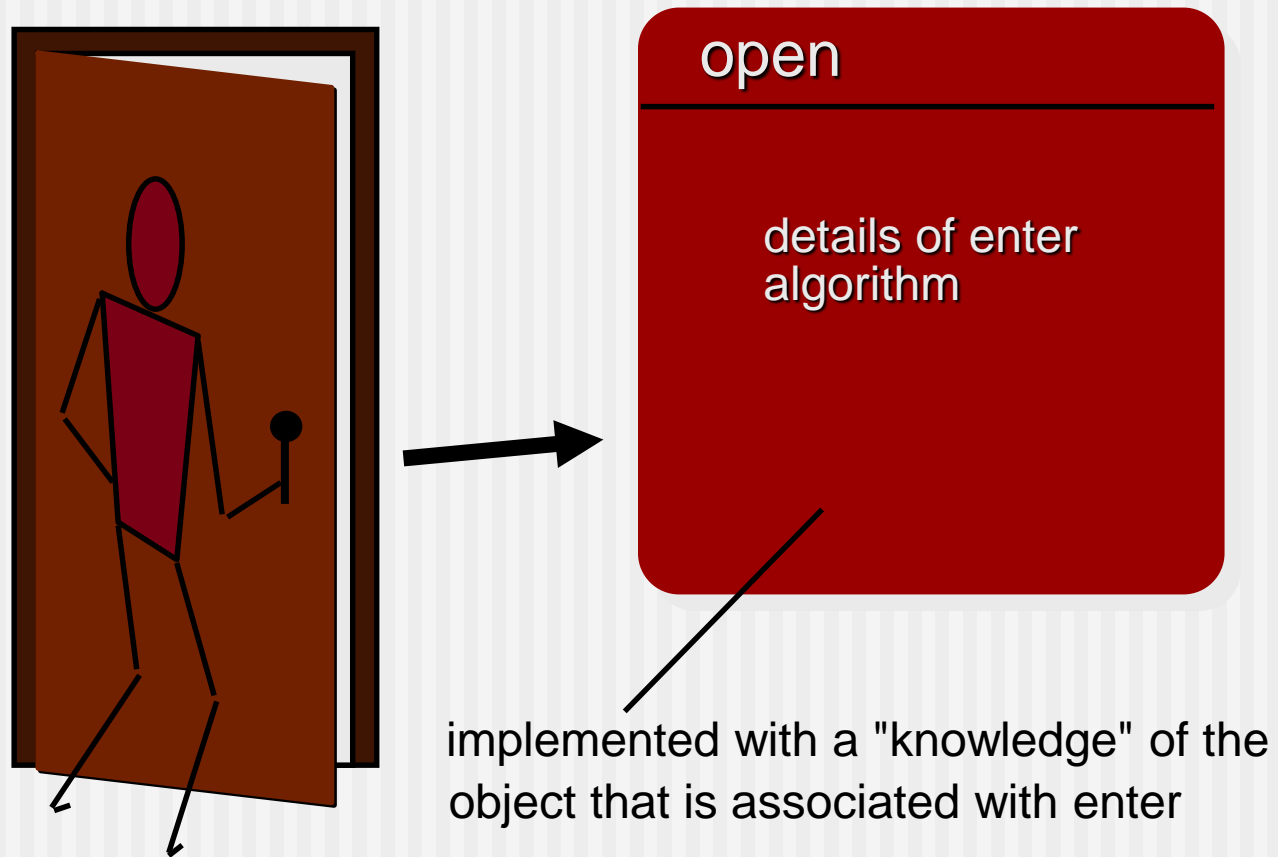 open
details of enter
algorithm
implemented with a "knowledge" of the
object that is associated with enter